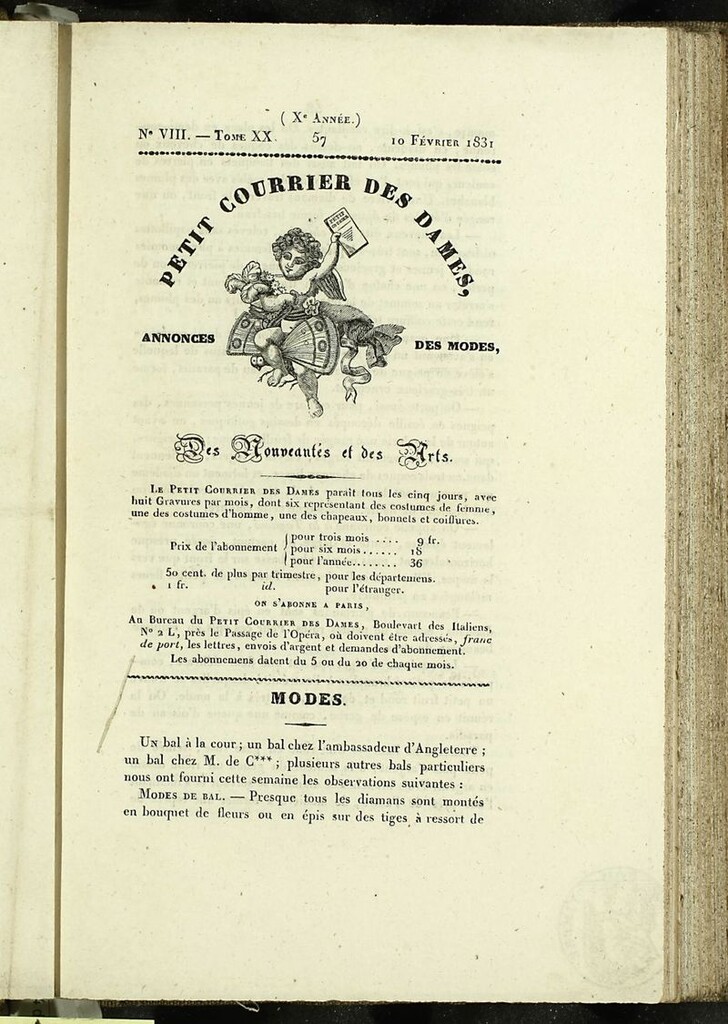 ( Xe ANNÉE.)
No VIII. — TOME XX. 57 10 FÉVRIER 1831
PETIT COURRIER DES DAMES,
PETIT
ANNONCES DES MODES,
Des Nouveautés et des Arts.
LE PETIT COURRIER DES DAMES paraît tous les cinq jours, avec
huit Gravures par mois, dont six représentant des costumes de femme,
une des costumes d'homme, une des chapeaux, bonnets et coiffures.
Prix de l'abonnement { pour trois mois .... 9 fr.
pour six mois...... 18
pour l'année........ 36
50 cent. de plus par trimestre, pour les départemens.
1 fr. id. pour l'étranger.
ON S'ABONNE A PARIS,
Au Bureau du PETIT COURRIER DES DAMES, Boulevart des Italiens,
No 2 L, près le Passage de l'Opéra, où doivent être adressés, franc
de port, les lettres, envois d'argent et demandes d'abonnement.
Les abonnemens datent du 5 ou du 20 de chaque mois.
MODES.
UN bal à la cour; un bal chez l'ambassadeur d'Angleterre;
un bal chez M. de C***; plusieurs autres bals particuliers
nous ont fourni cette semaine les observations suivantes :
MODES DE BAL. — Presque tous les diamans sont montés
en bouquet de fleurs ou en épis sur des tiges à ressort de